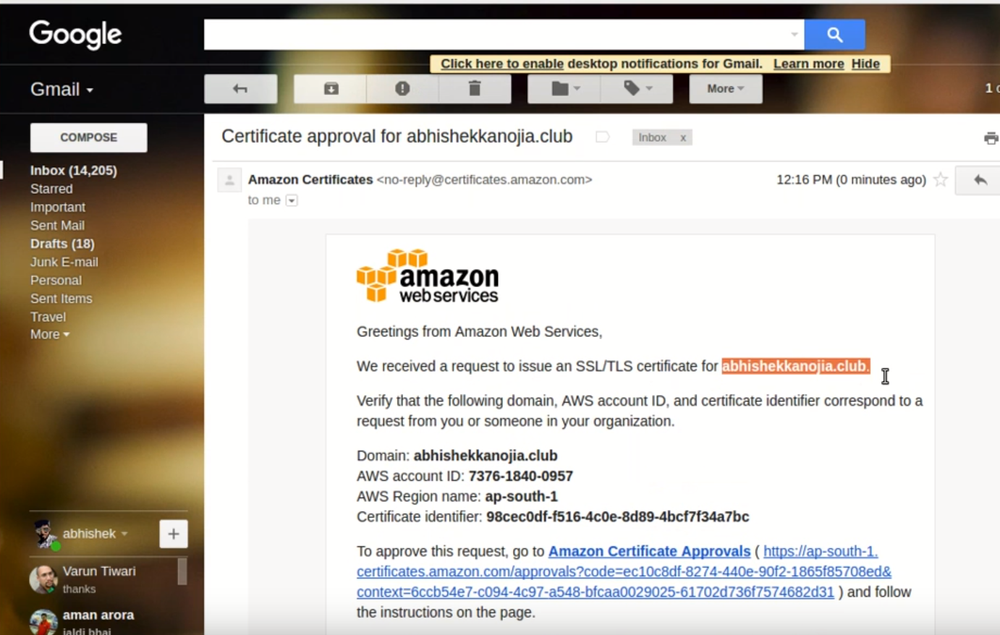 Google
Click here to enable desktop notifications for Gmail. Learn more Hide
Gmail
More
1
COMPOSE
Certificate approval for abhishekkanojia.club
Inbox x
Inbox (14,205)
Starred
Important
Sent Mail
Drafts (18)
Junk E-mail
Personal
Sent Items
Travel
More
Amazon Certificates <no-reply@certificates.amazon.com>
12:16 PM (0 minutes ago)
to me
amazon
web services
Greetings from Amazon Web Services,
We received a request to issue an SSL/TLS certificate for abhishekkanojia.club.
Verify that the following domain, AWS account ID, and certificate identifier correspond to a
request from you or someone in your organization.
Domain: abhishekkanojia.club
AWS account ID: 7376-1840-0957
AWS Region name: ap-south-1
Certificate identifier: 98cec0df-f516-4c0e-8d89-4bcf7f34a7bc
To approve this request, go to Amazon Certificate Approvals ( https://ap-south-1.
certificates.amazon.com/approvals?code=ec10c8df-8274-440e-90f2-1865f85708ed&
context=6ccb54e7-c094-4c97-a548-bfcaa0029025-61702d736f7574682d31 ) and follow
the instructions on the page.
abhishek
Varun Tiwari
thanks
aman arora
jaldi bhai